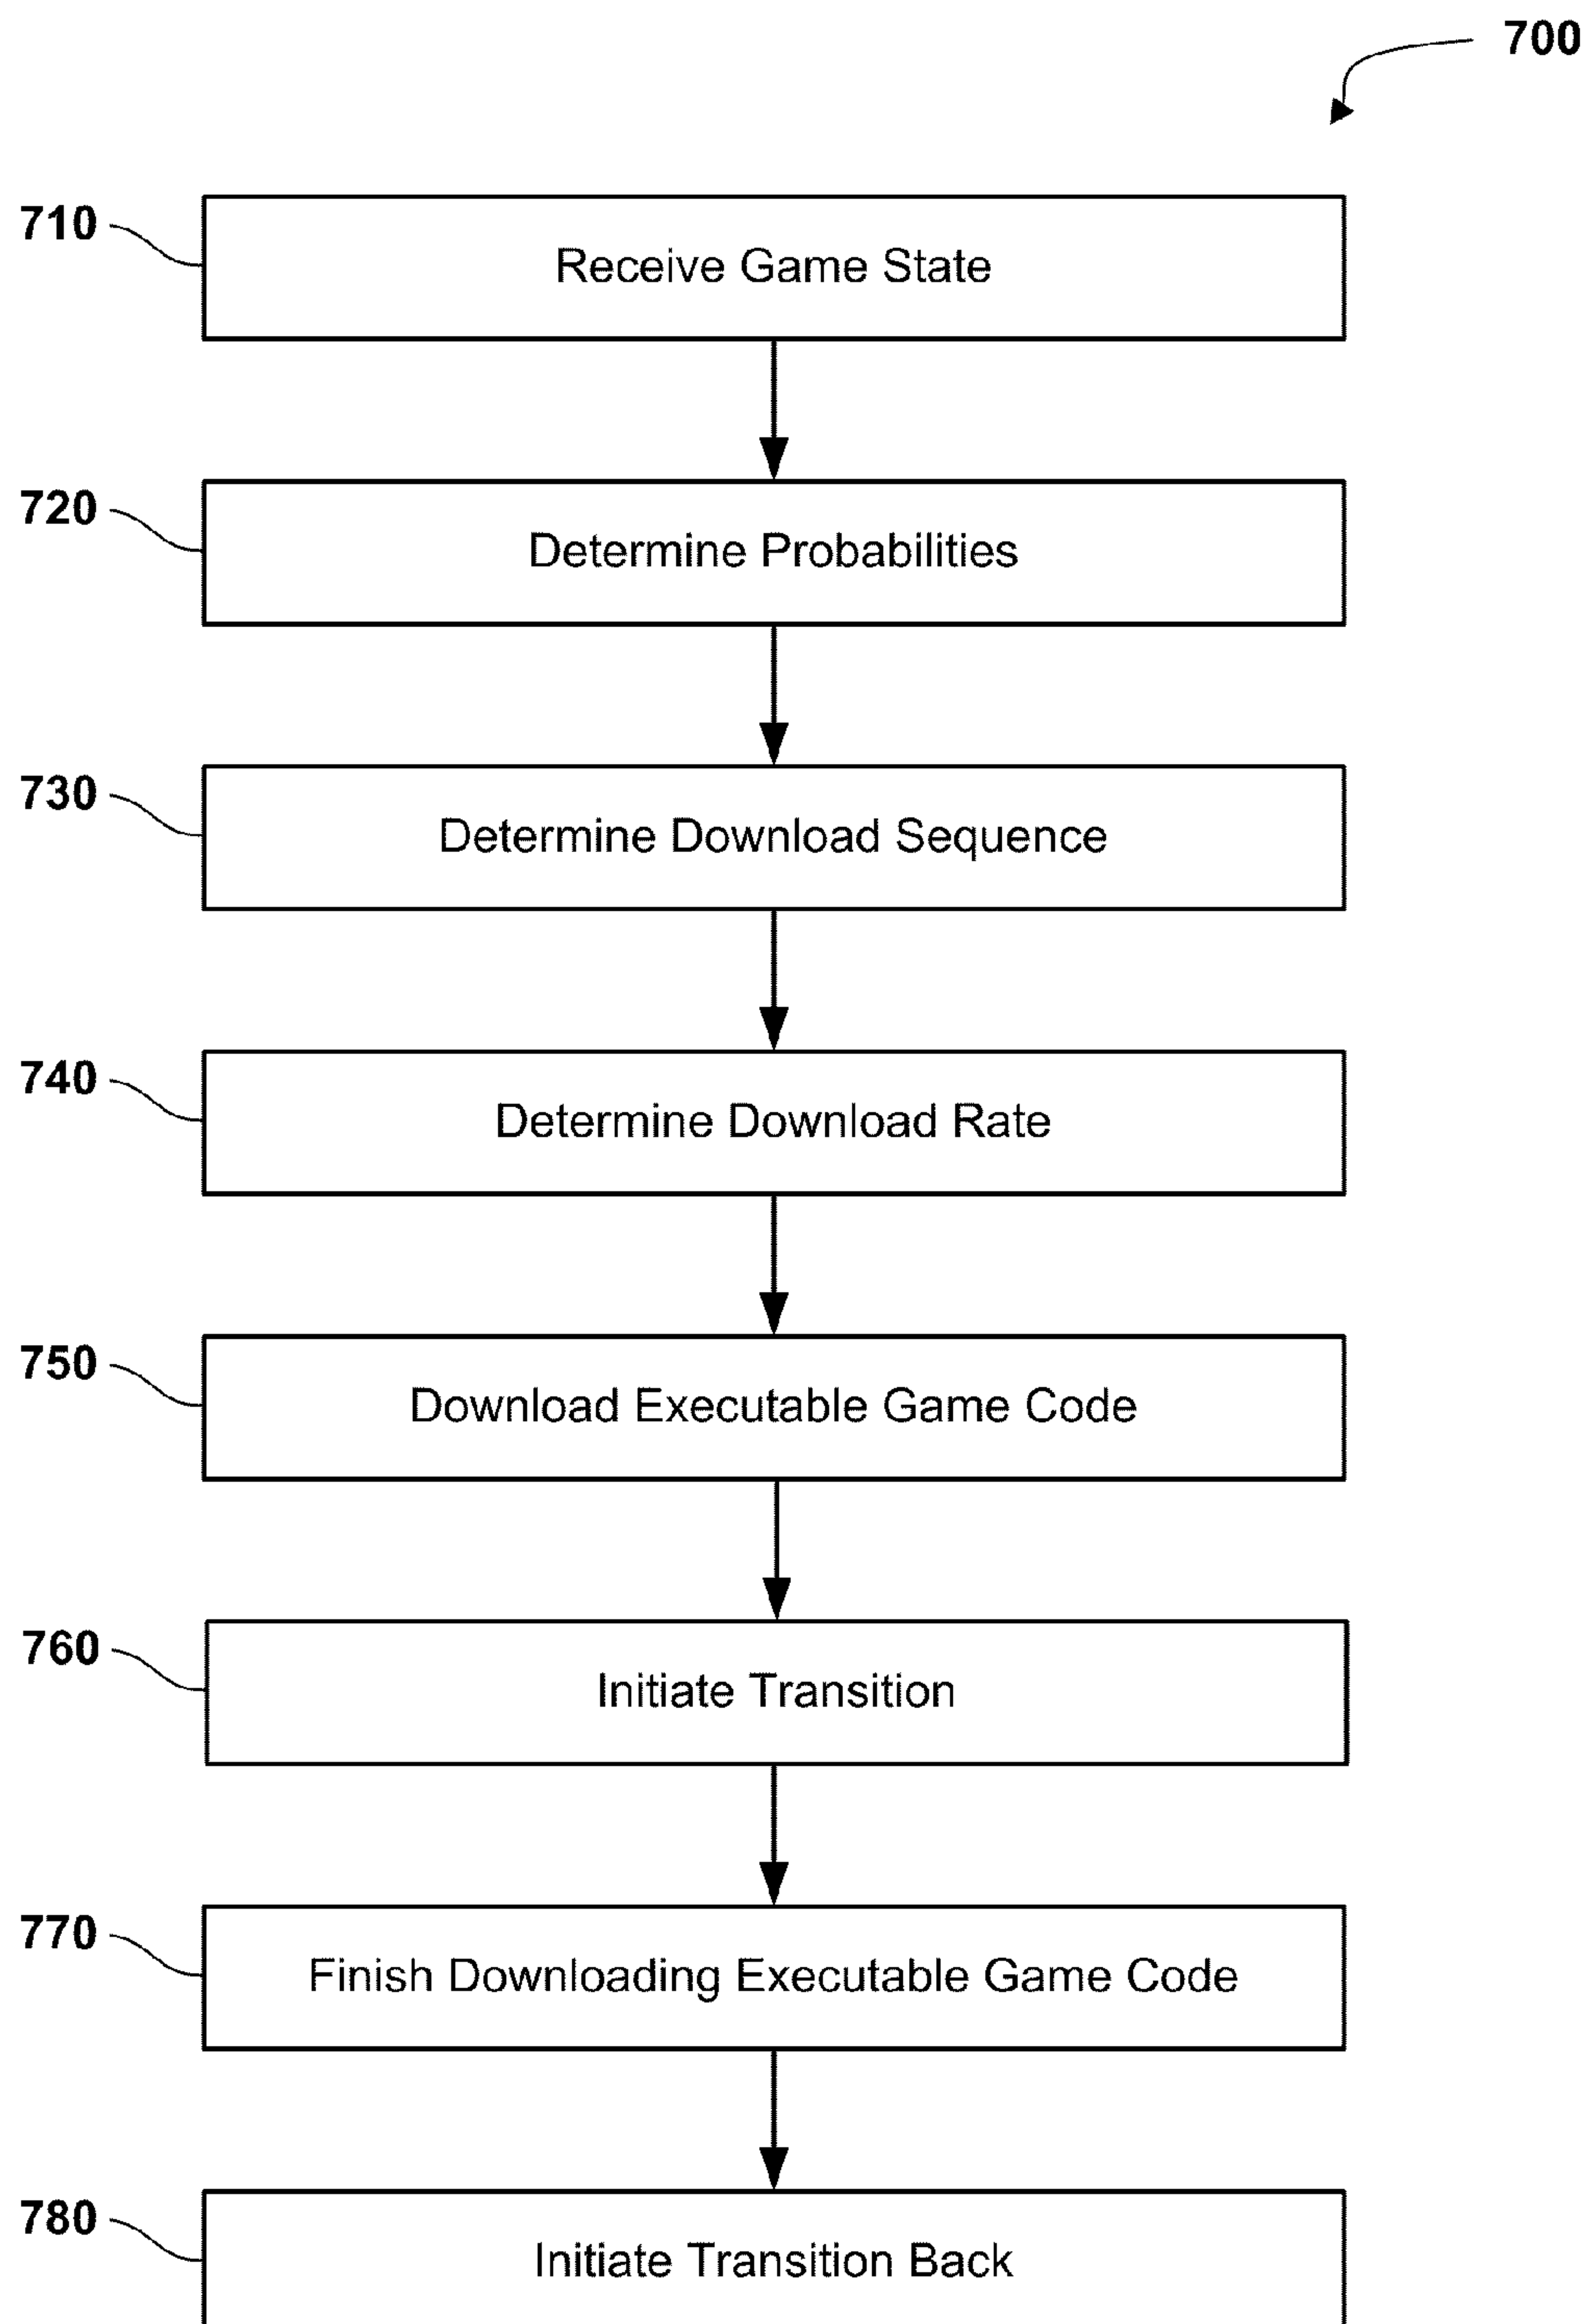 700
710
Receive Game State
720
Determine Probabilities
730
Determine Download Sequence
740
Determine Download Rate
750
Download Executable Game Code
760
Initiate Transition
770
Finish Downloading Executable Game Code
780
Initiate Transition Back